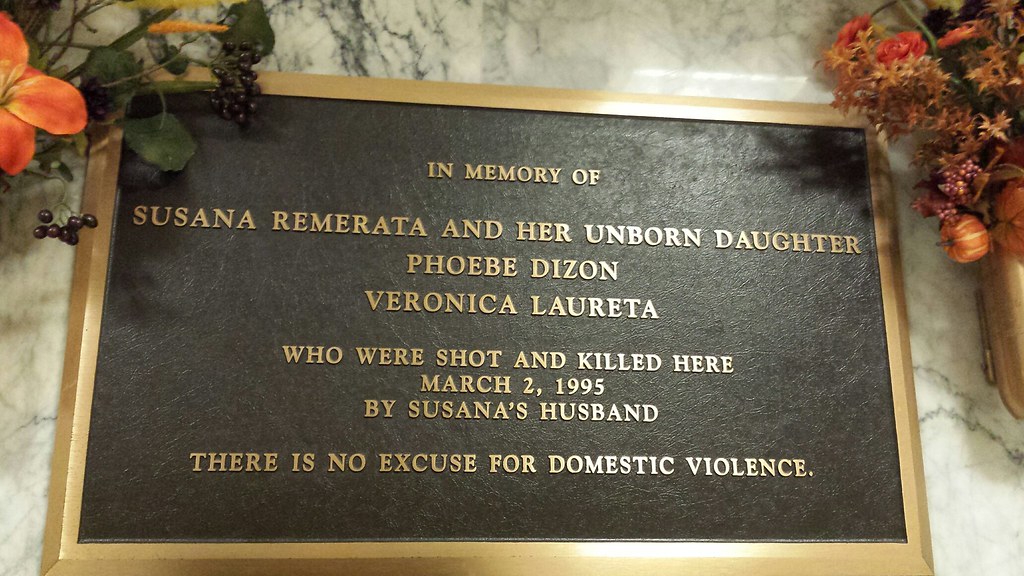 IN MEMORY OF
SUSANA REMERATA AND HER UNBORN DAUGHTER
PHOEBE DIZON
VERONICA LAURETA
WHO WERE SHOT AND KILLED HERE
MARCH 2, 1995
BY SUSANA'S HUSBAND
THERE IS NO EXCUSE FOR DOMESTIC VIOLENCE.